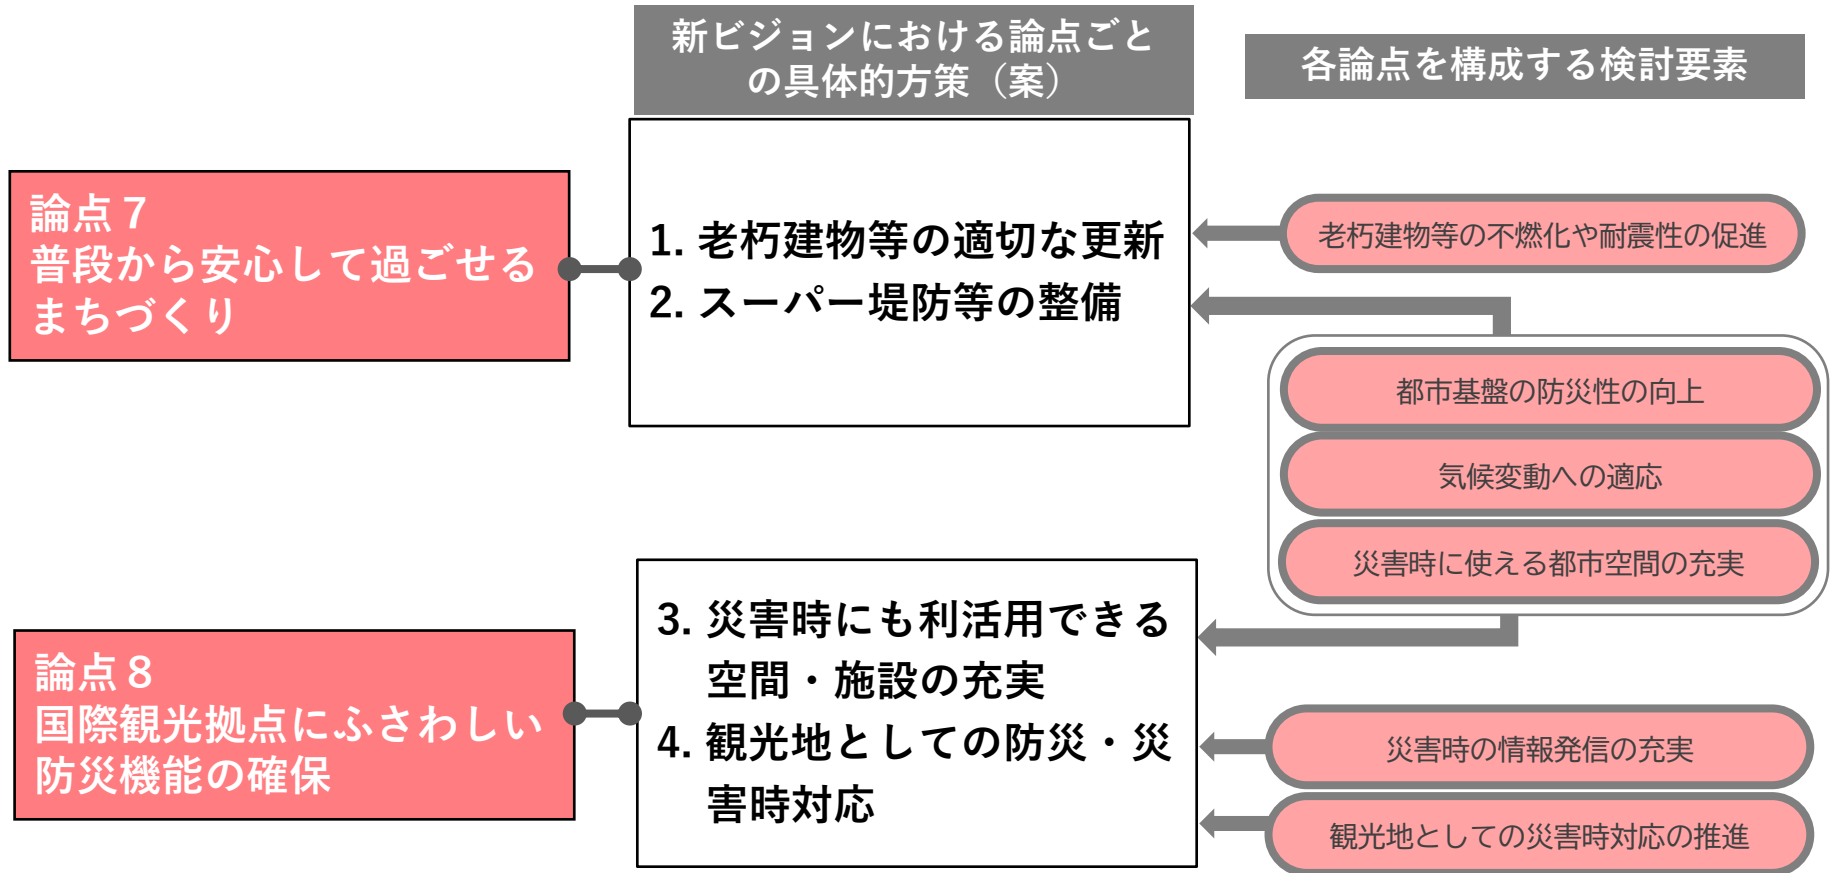 新ビジョンにおける論点ごと
の具体的方策（案）
各論点を構成する検討要素
論点７
普段から安心して過ごせる
まちづくり
1. 老朽建物等の適切な更新
2. スーパー堤防等の整備
老朽建物等の不燃化や耐震性の促進
都市基盤の防災性の向上
気候変動への適応
災害時に使える都市空間の充実
論点８
国際観光拠点にふさわしい
防災機能の確保
3. 災害時にも利活用できる
空間・施設の充実
4. 観光地としての防災・災
害時対応
災害時の情報発信の充実
観光地としての災害時対応の推進